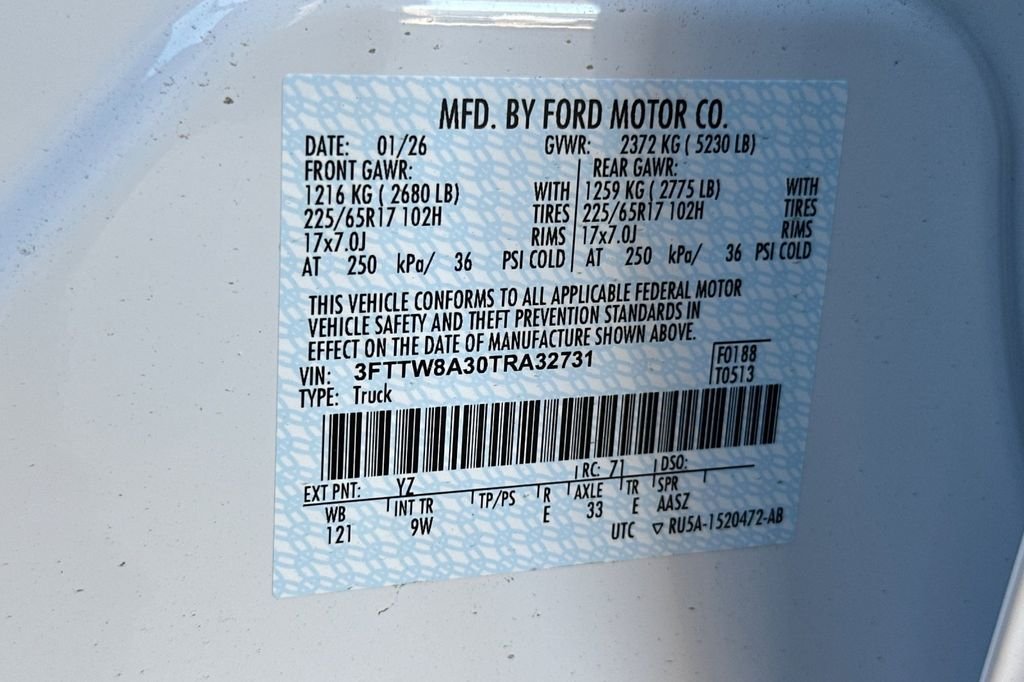 MFD. BY FORD MOTOR CO.
DATE: 01/26 GVWR: 2372 KG ( 5230 LB)
FRONT GAWR: REAR GAWR:
1216 KG ( 2680 LB) WITH 1259 KG ( 2775 LB) WITH
225/65R17 102H TIRES 225/65R17 102H TIRES
17x7.0J RIMS 17x7.0J RIMS
AT 250 kPa/ 36 PSI COLD AT 250 kPa/ 36 PSI COLD
THIS VEHICLE CONFORMS TO ALL APPLICABLE FEDERAL MOTOR
VEHICLE SAFETY AND THEFT PREVENTION STANDARDS IN
EFFECT ON THE DATE OF MANUFACTURE SHOWN ABOVE.
VIN: 3FTTW8A30TRA32731 F0188
TYPE: Truck T0513
EXT PNT: YZ RC: 71 DSO:
WB INT TR TP/PS R AXLE TR SPR
121 9W E 33 E AASZ
UTC ▽ RU5A-1520472-AB